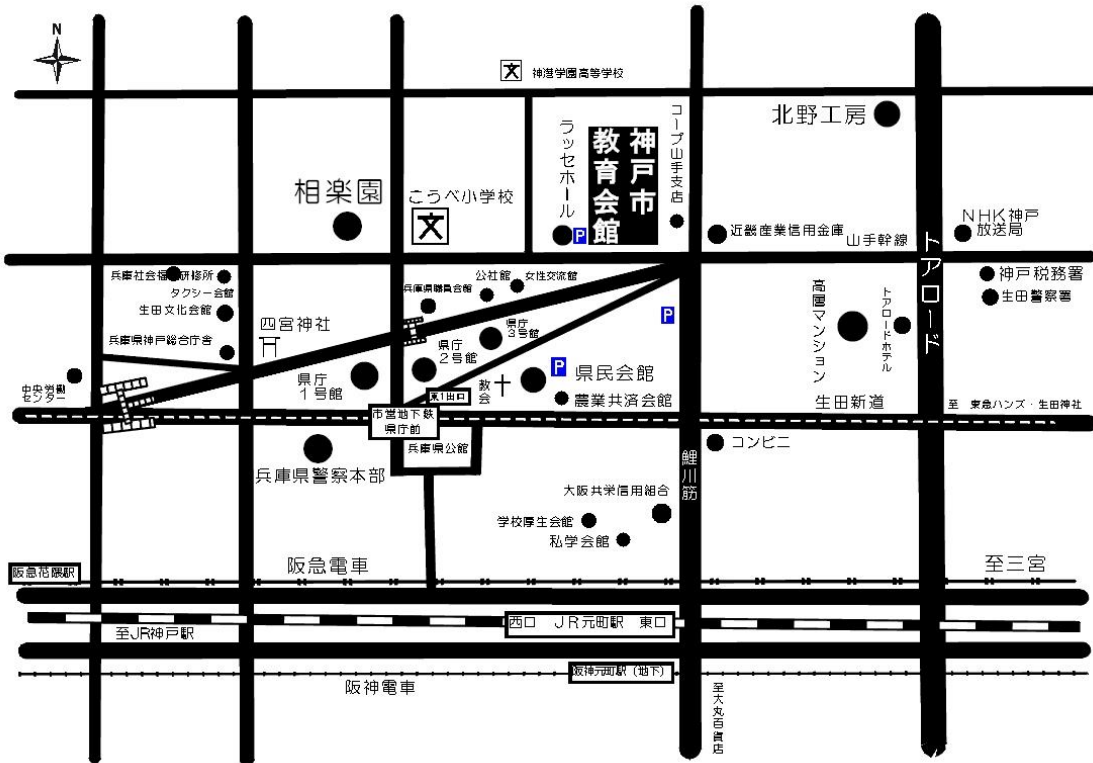 N
神港学園高等学校
北野工房
コープ山手支店
神戸市
教育会館
ラッセホール
P
相楽園
こうべ小学校
NHK神戸
放送局
近畿産業信用金庫
山手幹線
トアロード
神戸税務署
生田警察署
兵庫社会福祉研修所
タクシー会館
生田文化会館
兵庫県神戸総合庁舎
中央労働
センター
四宮神社
兵庫県職員会館
公社館
女性交流館
県庁
3号館
県庁
2号館
県庁
1号館
P
P
トアロードホテル
東1出口
教会
県民会館
農業共済会館
生田新道
至 東急ハンズ・生田神社
市営地下鉄
県庁前
兵庫県公館
兵庫県警察本部
コンビニ
鯉川筋
大阪共栄信用組合
学校厚生会館
私学会館
阪急花隈駅
阪急電車
至三宮
至JR神戸駅
西口 JR元町駅 東口
阪神電車
阪神元町駅(地下)
至大丸百貨店